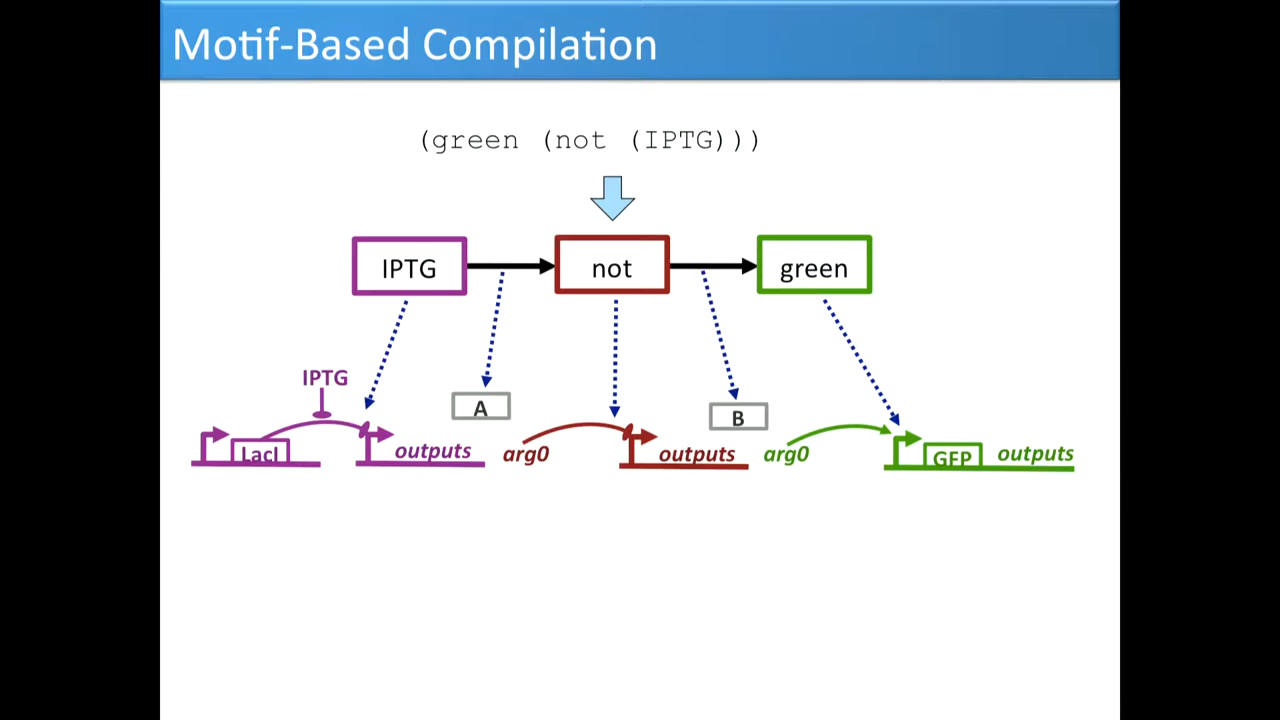 Motif-Based Compilation
(green (not (IPTG)))
IPTG
not
green
IPTG
A
B
LacI
outputs
arg0
outputs
arg0
GFP
outputs